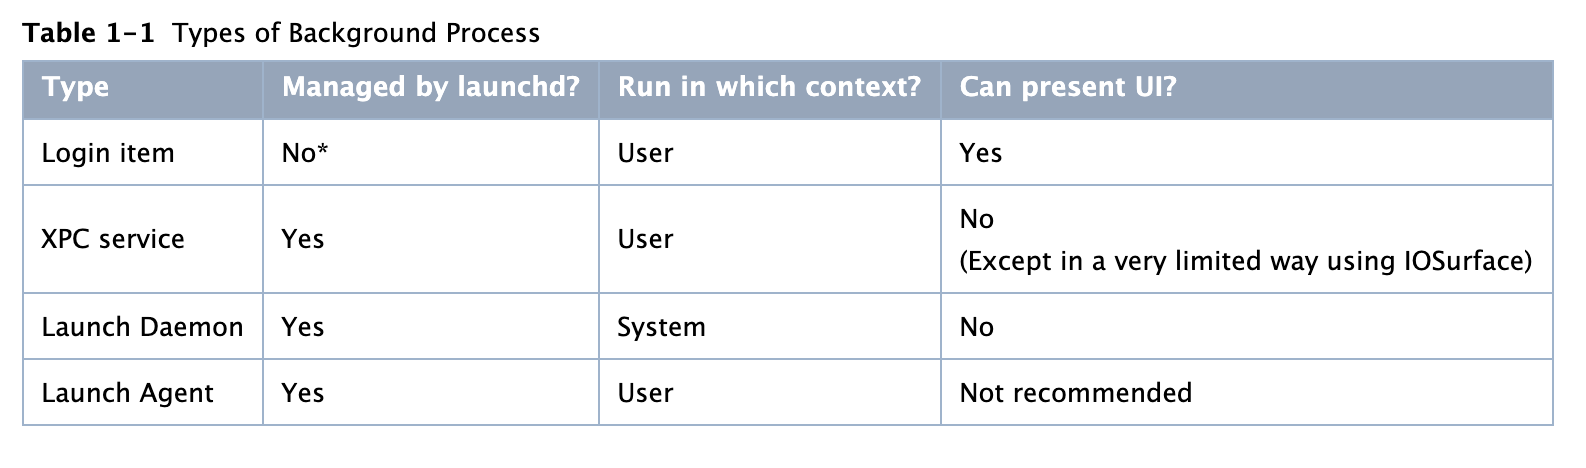 Table 1-1 Types of Background Process
Type Managed by launchd? Run in which context? Can present UI?
Login item No* User Yes
XPC service Yes User No
(Except in a very limited way using IOSurface)
Launch Daemon Yes System No
Launch Agent Yes User Not recommended